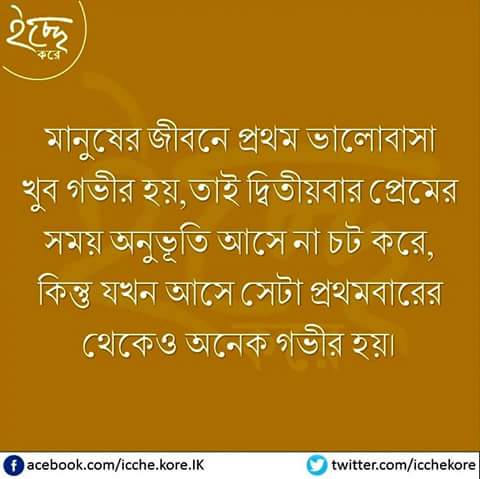 ইচ্ছে
করে
মানুষের জীবনে প্রথম ভালোবাসা
খুব গভীর হয়,তাই দ্বিতীয়বার প্রেমের
সময় অনুভূতি আসে না চট করে,
কিন্তু যখন আসে সেটা প্রথমবারের
থেকেও অনেক গভীর হয়।
facebook.com/icche.kore.IK
twitter.com/icchekore